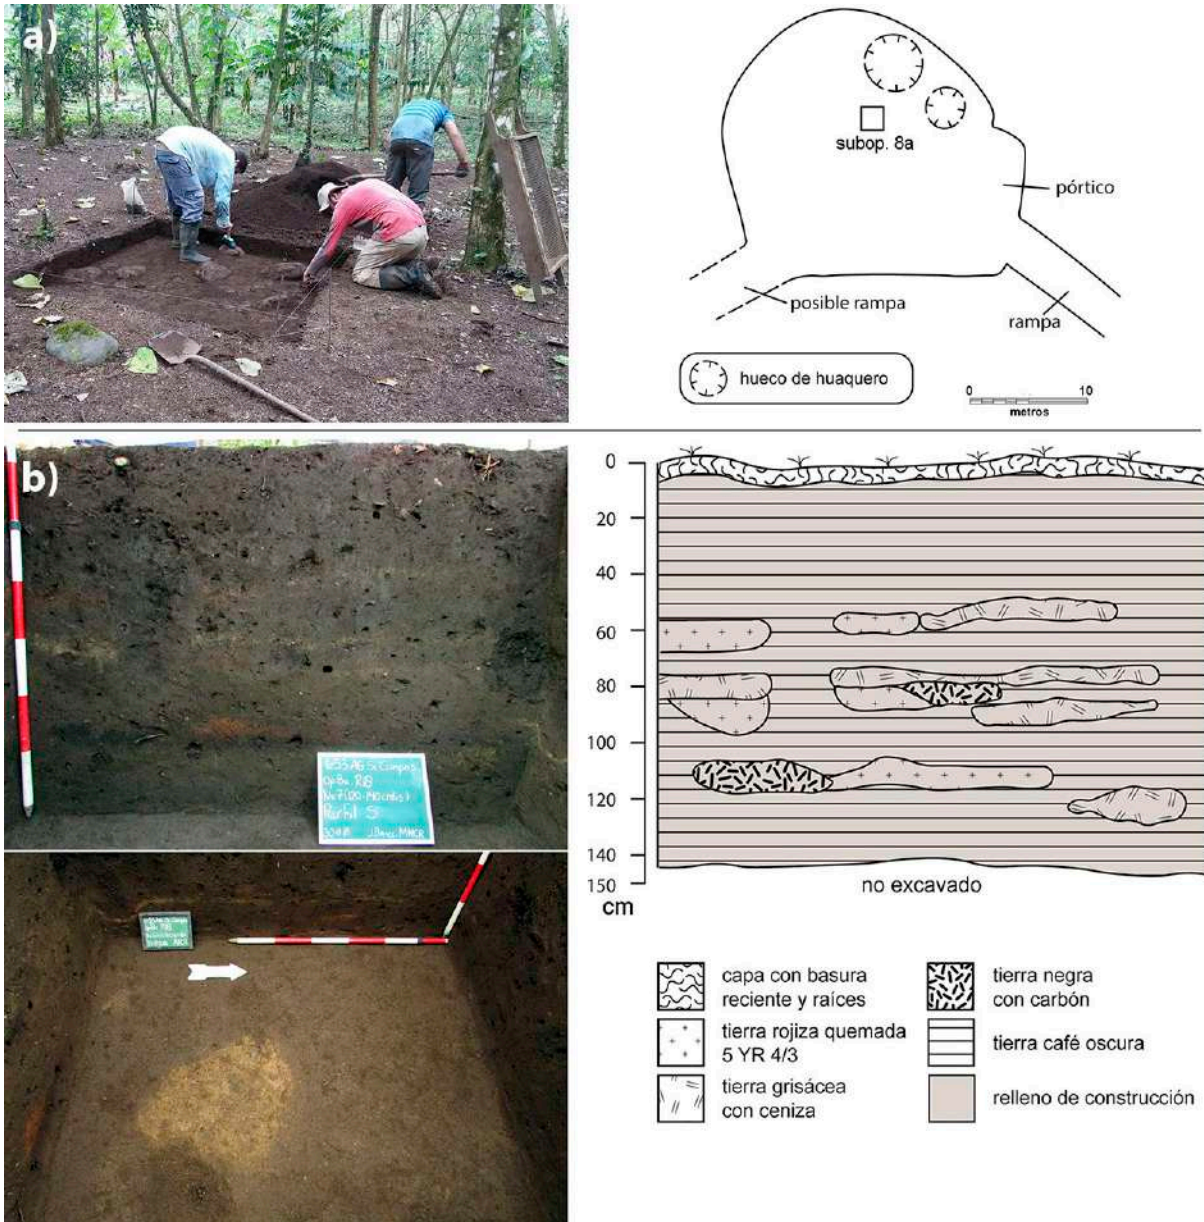 a)
subop. 8a
pórtico
posible rampa
rampa
hueco de huaquero
0 10
metros
b)
0
20
40
60
80
100
120
140
150
cm
no excavado
Perfil S
capa con basura
reciente y raíces
tierra rojiza quemada
5 YR 4/3
tierra grisácea
con ceniza
tierra negra
con carbón
tierra café oscura
relleno de construcción